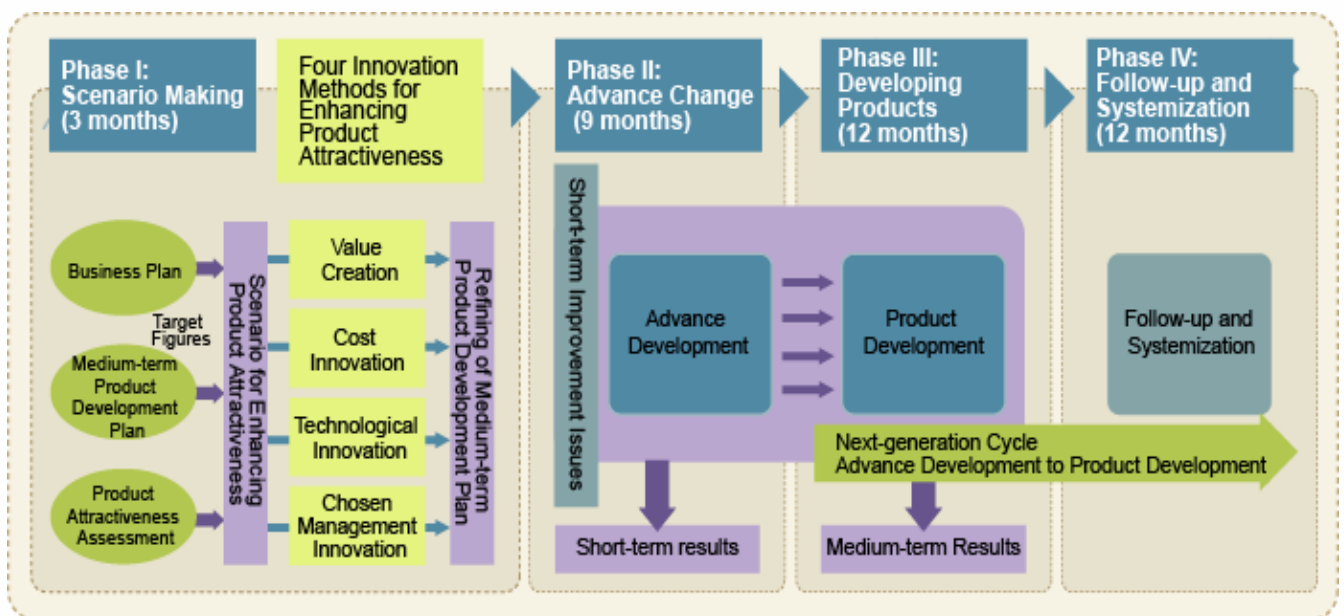 Phase I:
Scenario Making
(3 months)
Four Innovation
Methods for
Enhancing
Product
Attractiveness
Phase II:
Advance Change
(9 months)
Phase III:
Developing
Products
(12 months)
Phase IV:
Follow-up and
Systemization
(12 months)
Business Plan
Target
Figures
Medium-term
Product
Development
Plan
Product
Attractiveness
Assessment
Scenario for Enhancing
Product Attractiveness
Value
Creation
Cost
Innovation
Technological
Innovation
Chosen
Management
Innovation
Refining of Medium-term
Product Development Plan
Short-term Improvement Issues
Advance
Development
Product
Development
Follow-up and
Systemization
Next-generation Cycle
Advance Development to Product Development
Short-term results
Medium-term Results